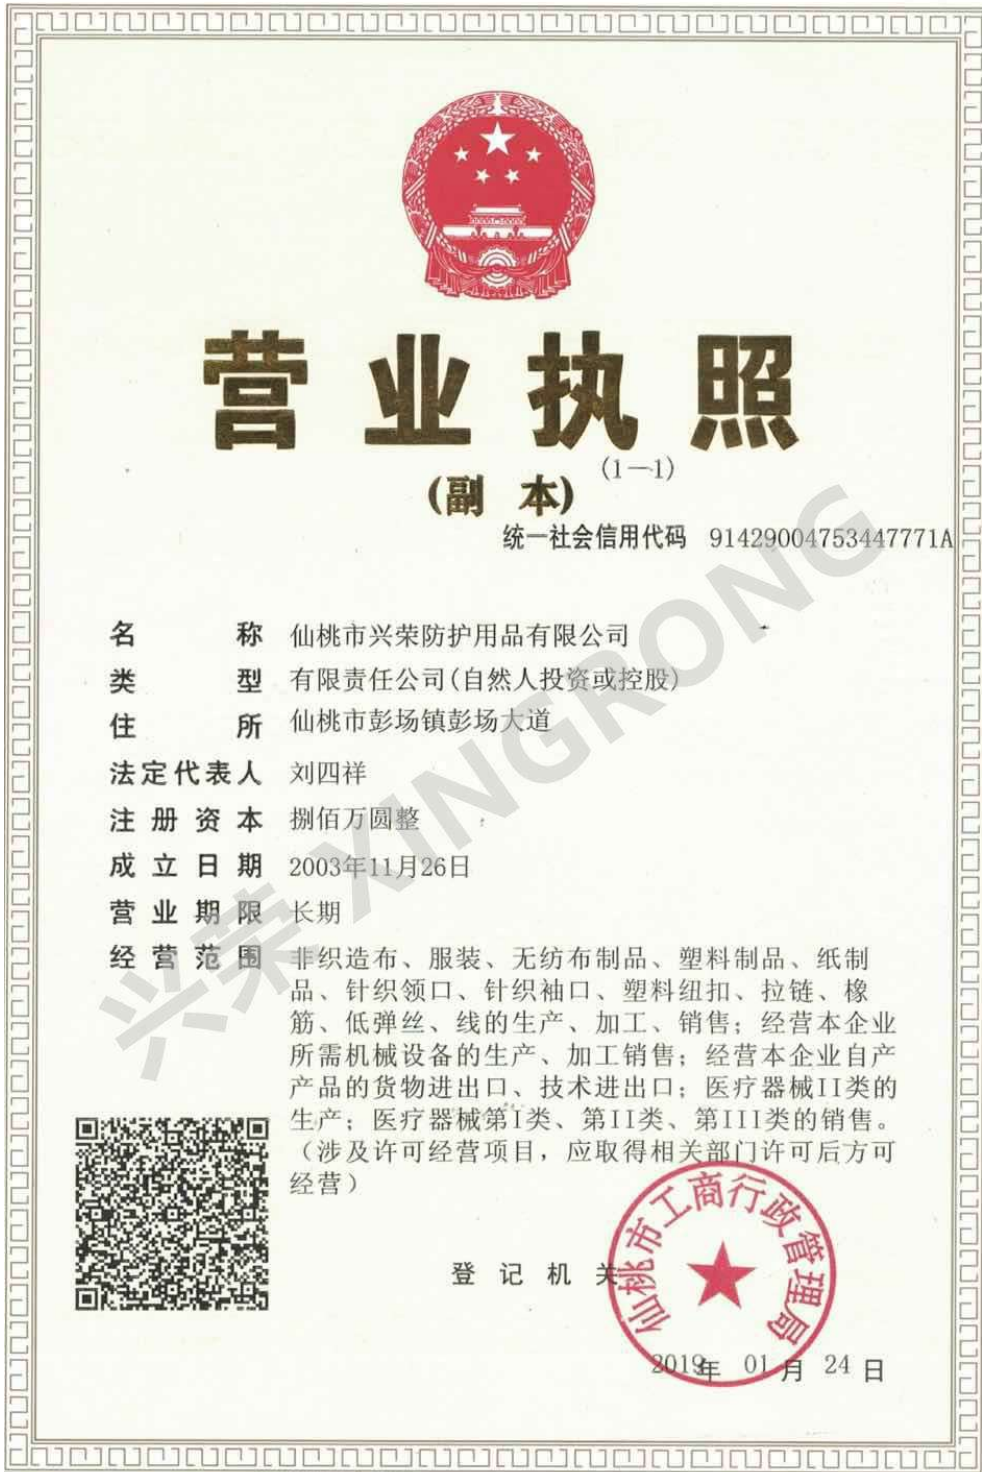 营业执照
(副 本) (1-1)
统一社会信用代码 91429004753447771A
名 称 仙桃市兴荣防护用品有限公司
类 型 有限责任公司(自然人投资或控股)
住 所 仙桃市彭场镇彭场大道
法定代表人 刘四祥
注册资本 捌佰万圆整
成立日期 2003年11月26日
营业期限 长期
经营范围 非织造布、服装、无纺布制品、塑料制品、纸制
品、针织领口、针织袖口、塑料纽扣、拉链、橡
筋、低弹丝、线的生产、加工、销售；经营本企业
所需机械设备的生产、加工销售；经营本企业自产
产品的货物进出口、技术进出口；医疗器械II类的
生产；医疗器械第I类、第II类、第III类的销售。
（涉及许可经营项目，应取得相关部门许可后方可
经营）
登记机关
仙桃市工商行政管理局
2019年 01月 24日
兴荣 XINGRONG